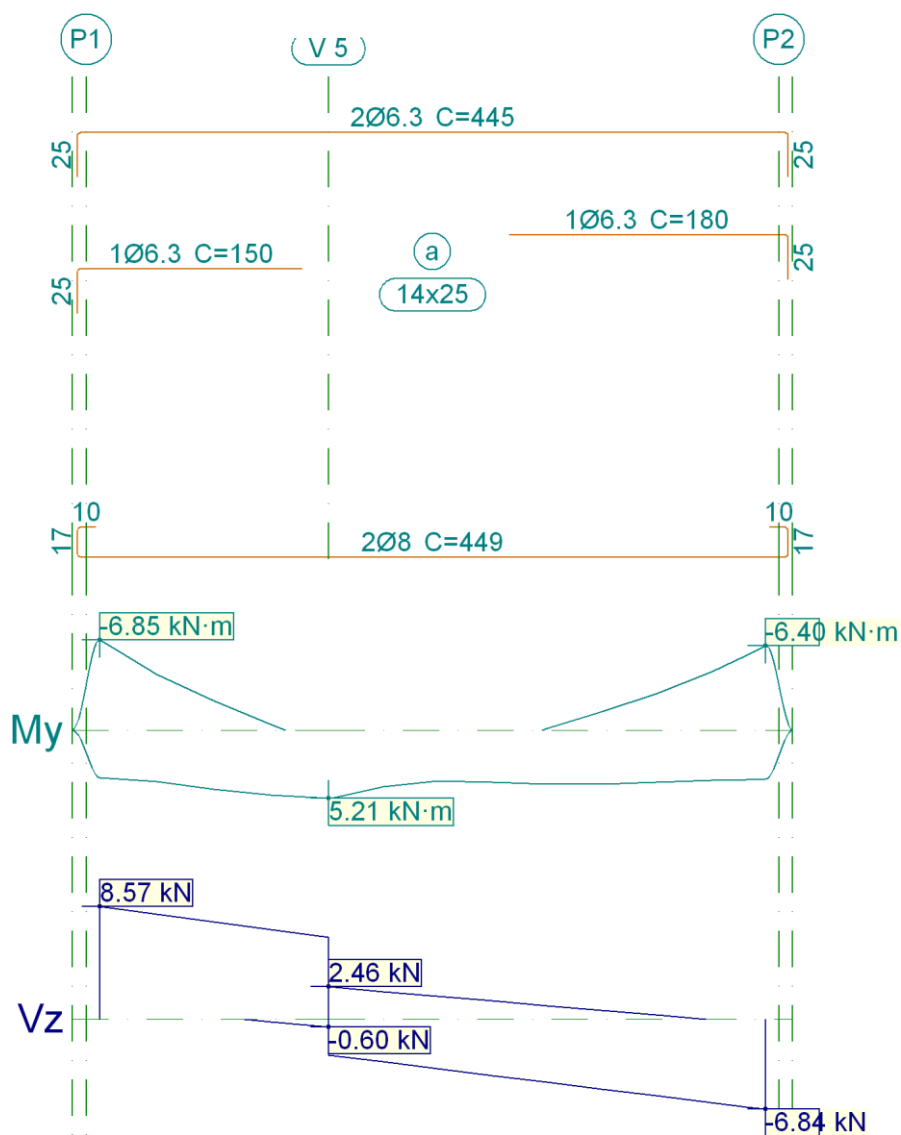 P1
V 5
P2
2Ø6.3 C=445
25
25
1Ø6.3 C=180
25
1Ø6.3 C=150
25
a
14x25
10
10
17
17
2Ø8 C=449
-6.85 kN·m
-6.40 kN·m
My
5.21 kN·m
8.57 kN
2.46 kN
Vz
-0.60 kN
-6.84 kN